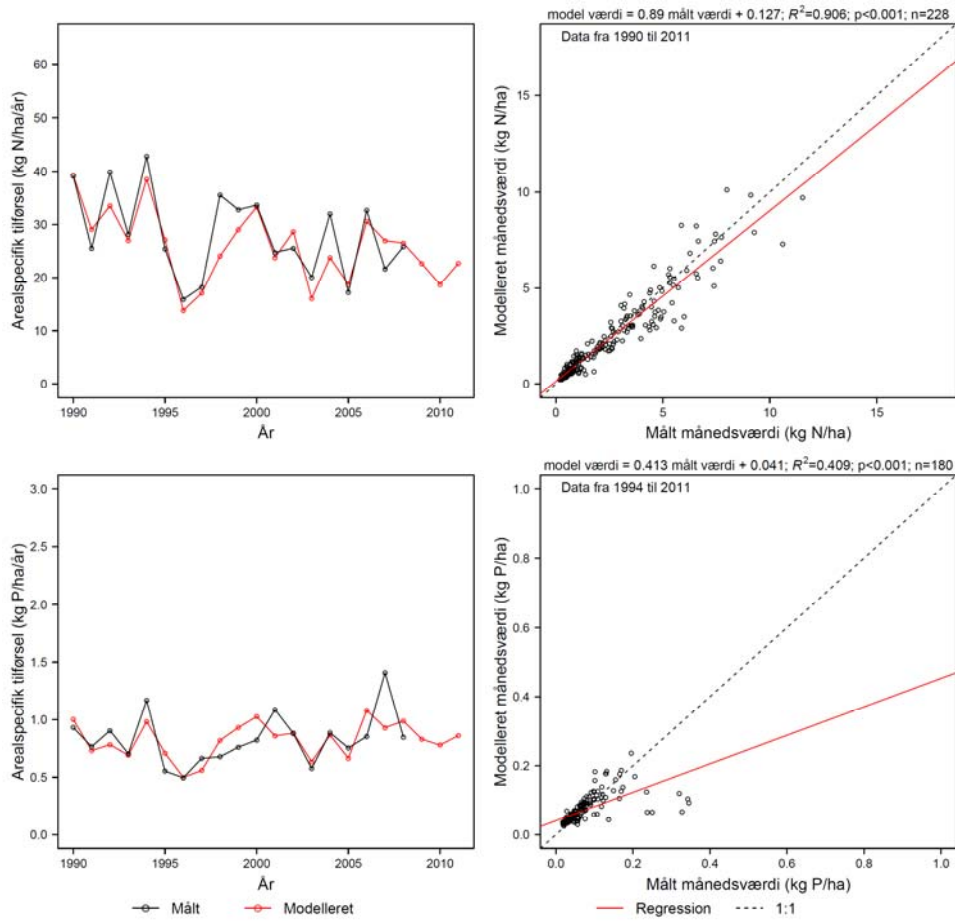 60
50
40
30
20
10
0
Arealspecifik tilførsel (kg N/ha/år)
1990 1995 2000 2005 2010
År
model værdi = 0.89 målt værdi + 0.127; R²=0.906; p<0.001; n=228
Data fra 1990 til 2011
15
10
5
0
Modelleret månedsværdi (kg N/ha)
0 5 10 15
Målt månedsværdi (kg N/ha)
3.0
2.5
2.0
1.5
1.0
0.5
0.0
Arealspecifik tilførsel (kg P/ha/år)
1990 1995 2000 2005 2010
År
model værdi = 0.413 målt værdi + 0.041; R²=0.409; p<0.001; n=180
Data fra 1994 til 2011
1.0
0.8
0.6
0.4
0.2
0.0
Modelleret månedsværdi (kg P/ha)
0.0 0.2 0.4 0.6 0.8 1.0
Målt månedsværdi (kg P/ha)
Målt Modelleret
Regression 1:1